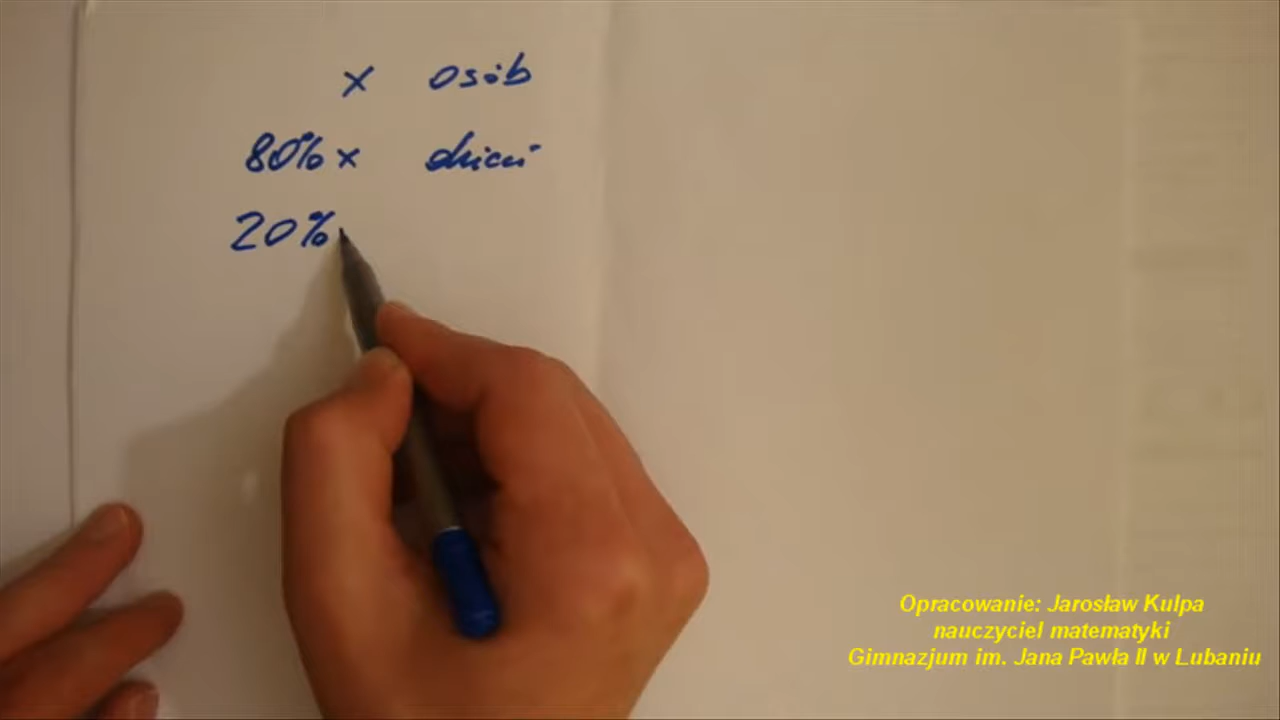 x osób
80% x dzieci
20%
Opracowanie: Jarosław Kulpa
nauczyciel matematyki
Gimnazjum im. Jana Pawła II w Lubaniu